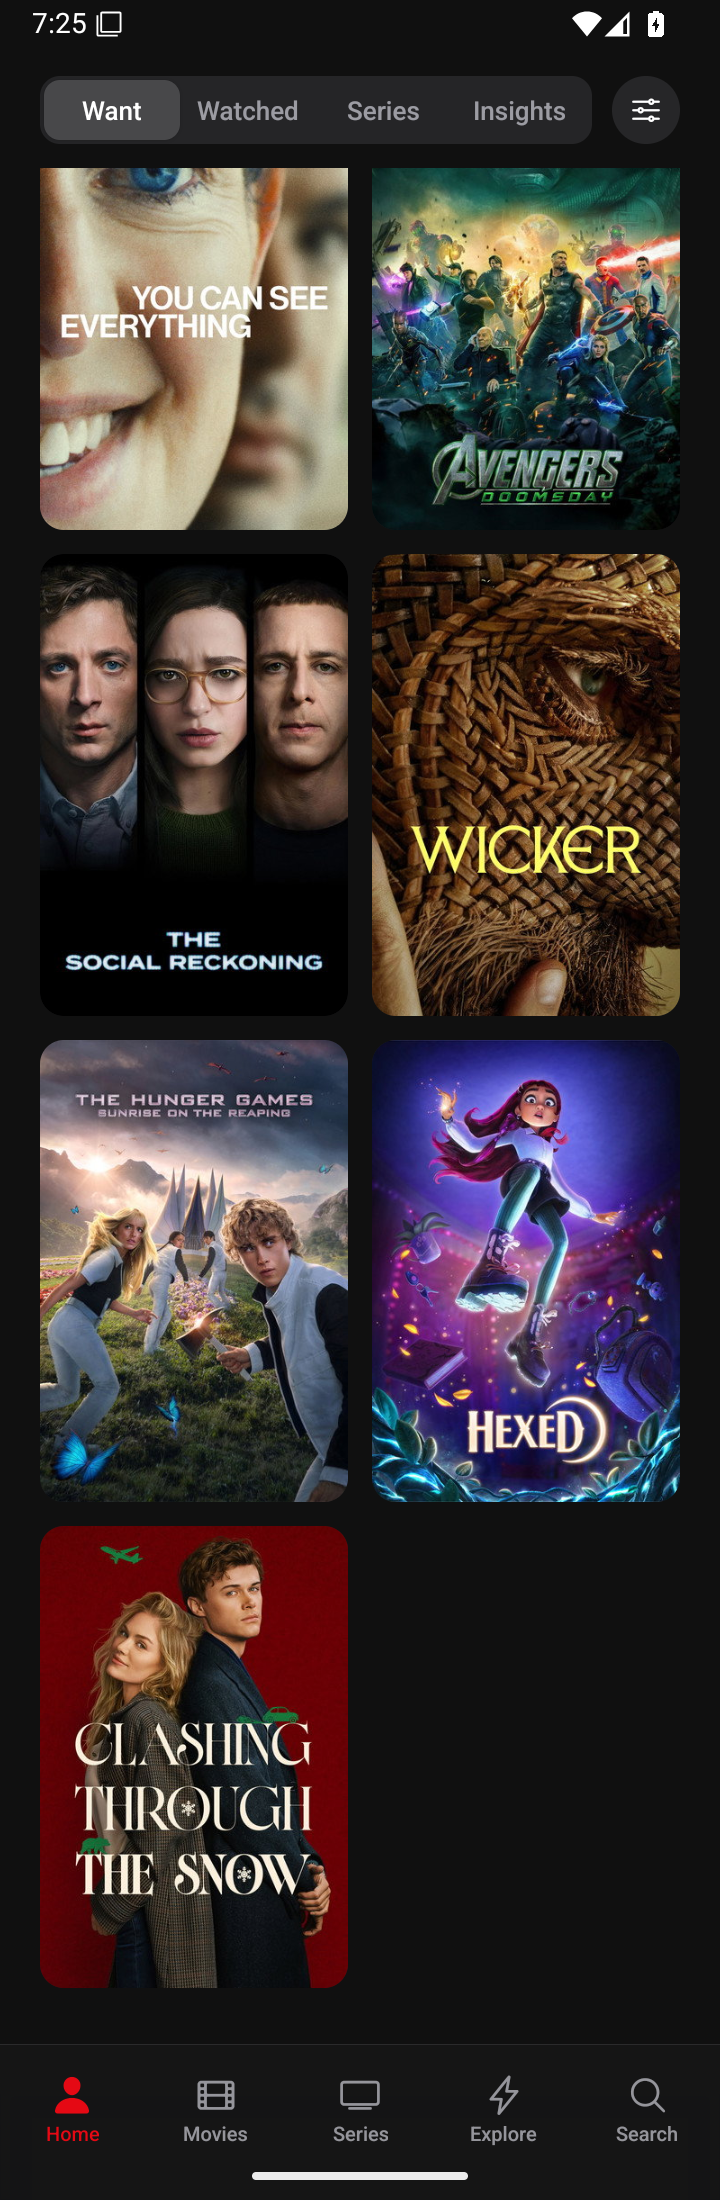 7:25
Want
Watched
Series
Insights
YOU CAN SEE
EVERYTHING
AVENGERS
DOOMSDAY
THE
SOCIAL RECKONING
WICKER
THE HUNGER GAMES
SUNRISE ON THE REAPING
HEXED
CLASHING
THROUGH
THE SNOW
Home
Movies
Series
Explore
Search